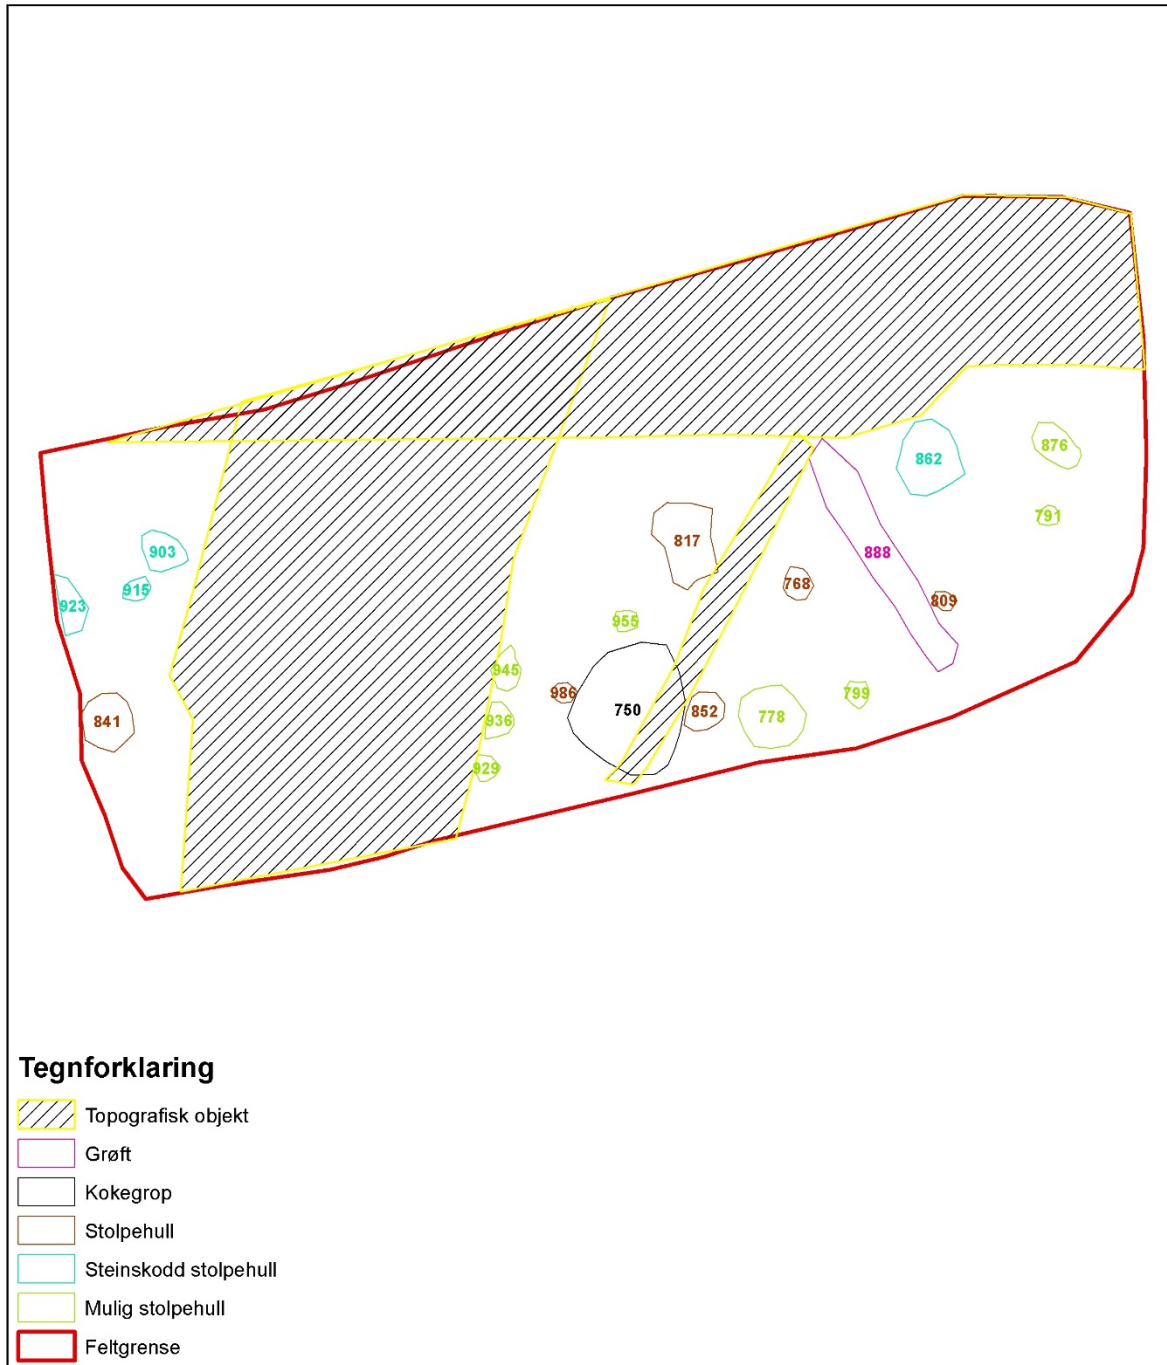 862
876
791
817
903
888
768
915
809
923
955
945
986
799
750
852
778
936
841
929
Tegnforklaring
Topografisk objekt
Grøft
Kokegrop
Stolpehull
Steinskodd stolpehull
Mulig stolpehull
Feltgrense